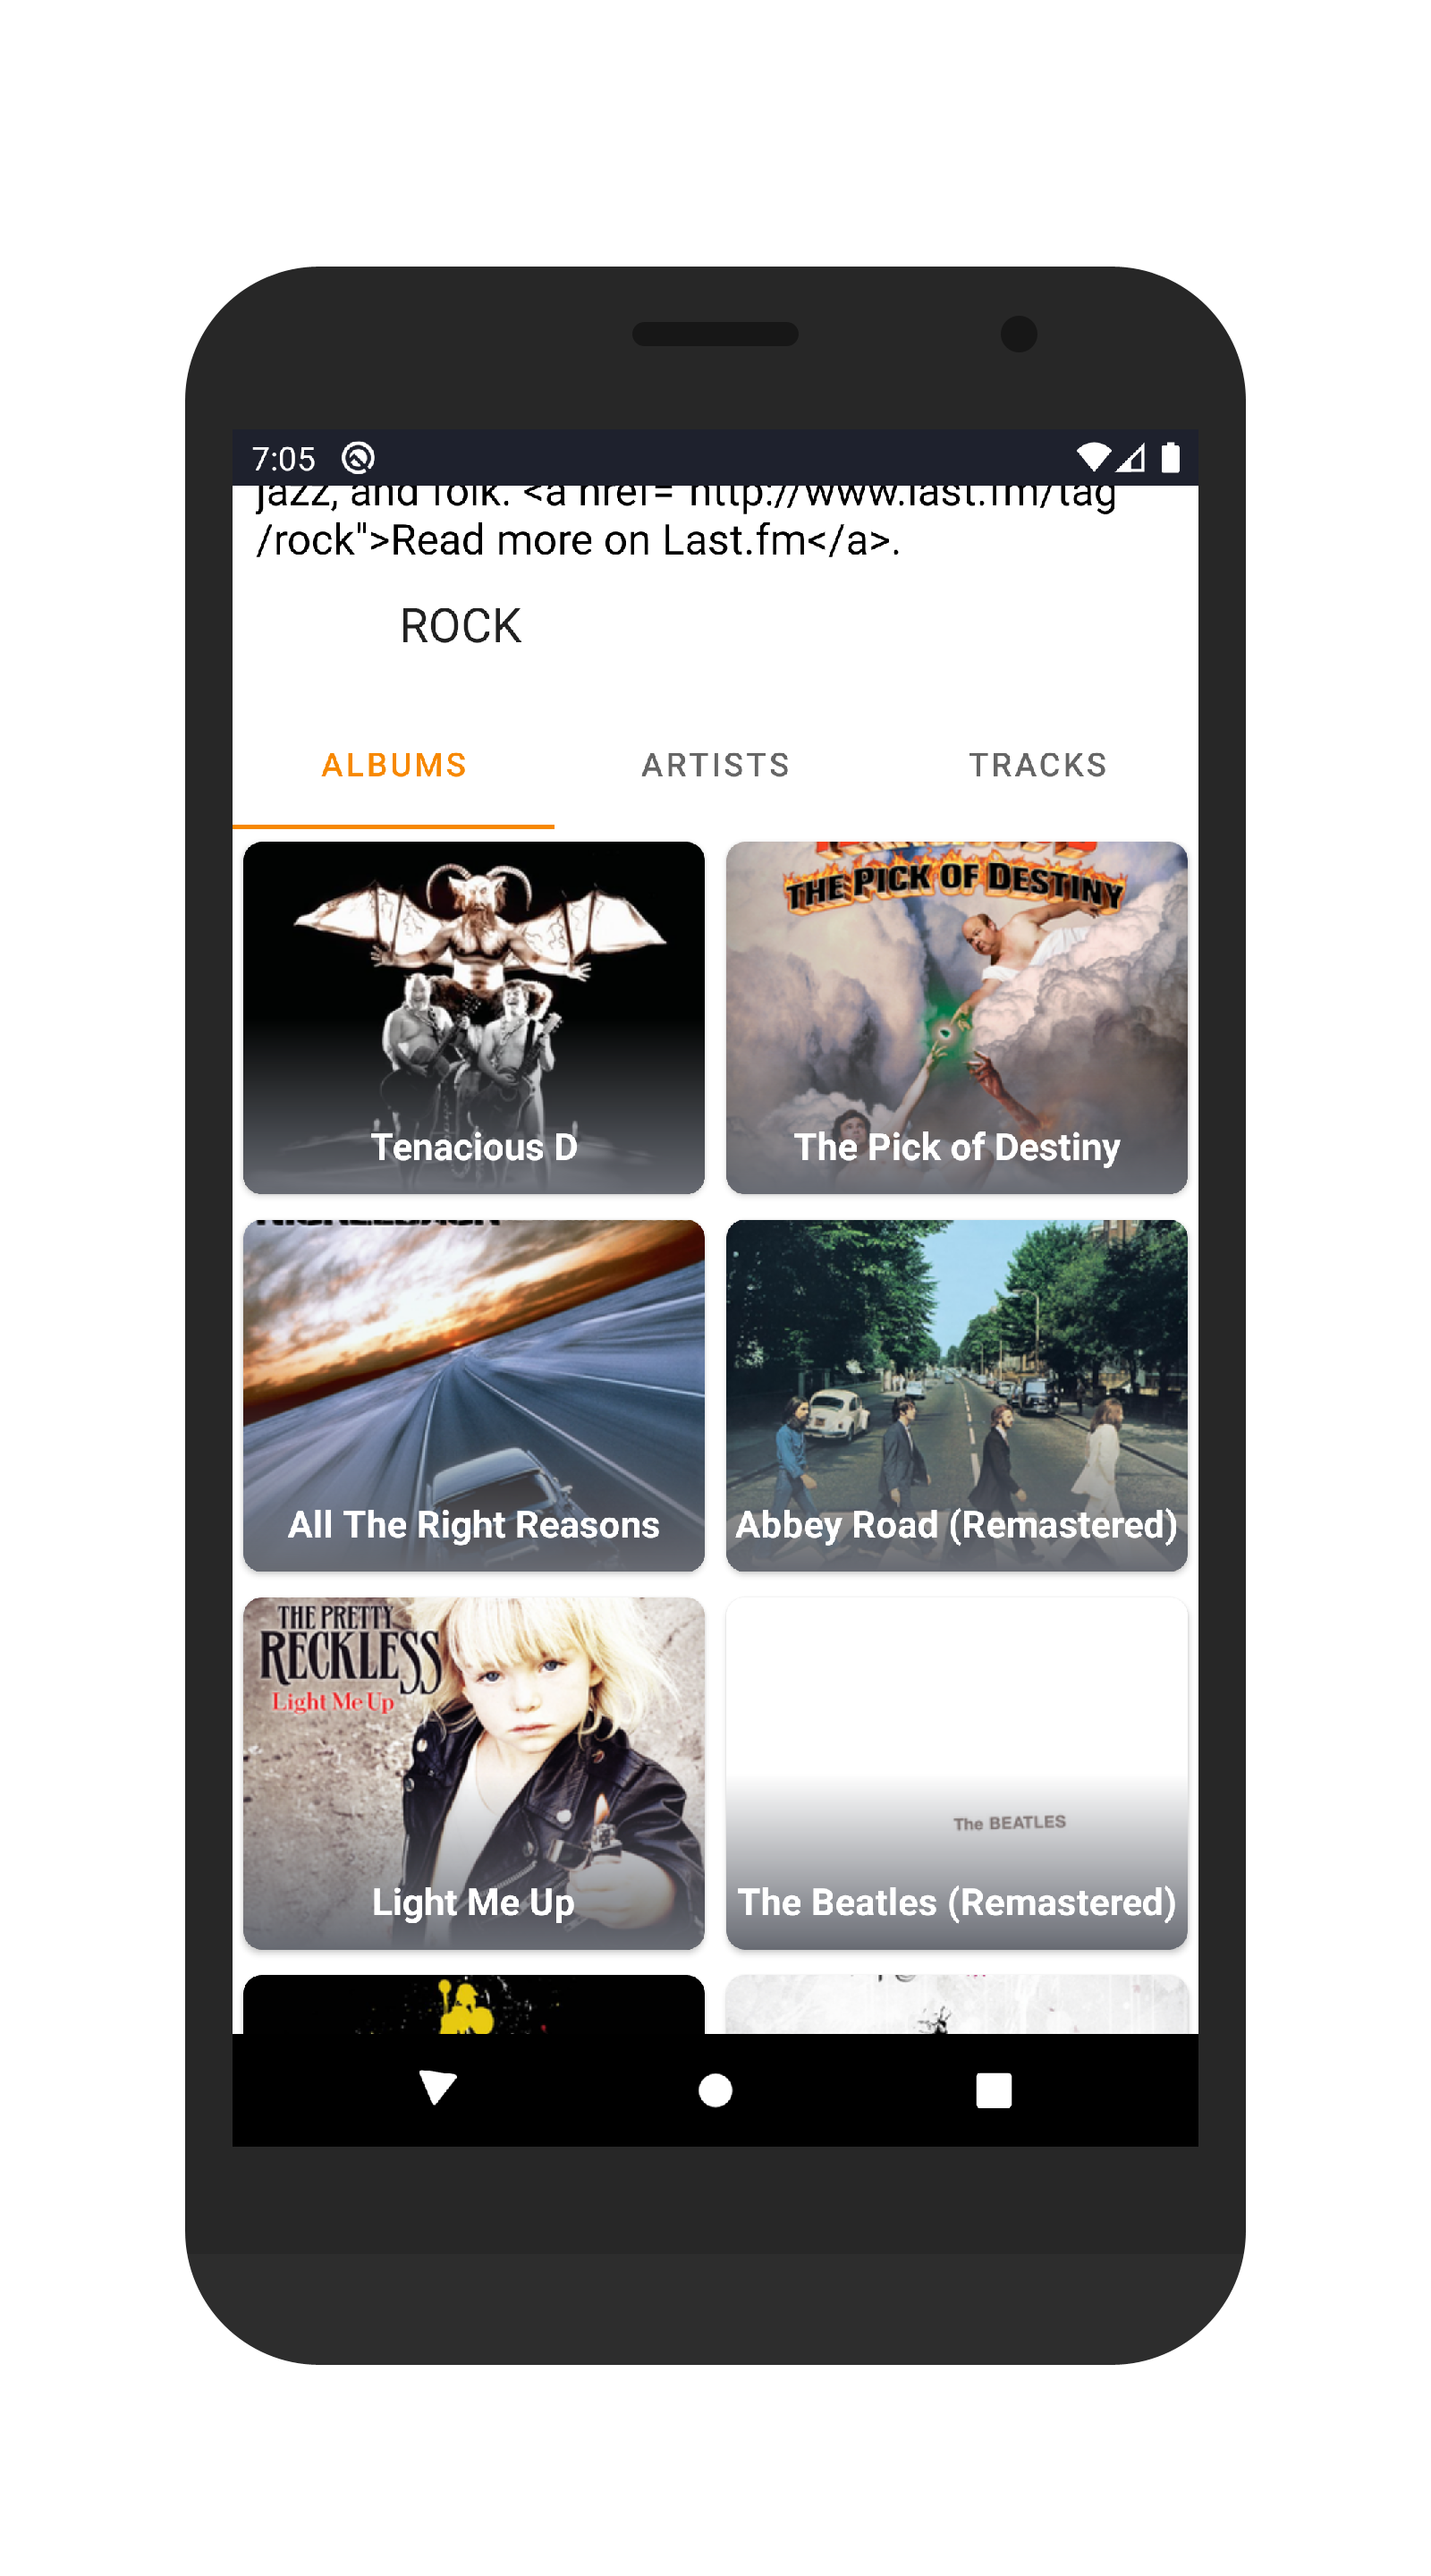 7:05
jazz, and folk. <a href="http://www.last.fm/tag
/rock">Read more on Last.fm</a>.
ROCK
ALBUMS ARTISTS TRACKS
THE PICK OF DESTINY
Tenacious D
The Pick of Destiny
NICKELBACK
All The Right Reasons
Abbey Road (Remastered)
THE PRETTY
RECKLESS
Light Me Up
The BEATLES
Light Me Up
The Beatles (Remastered)